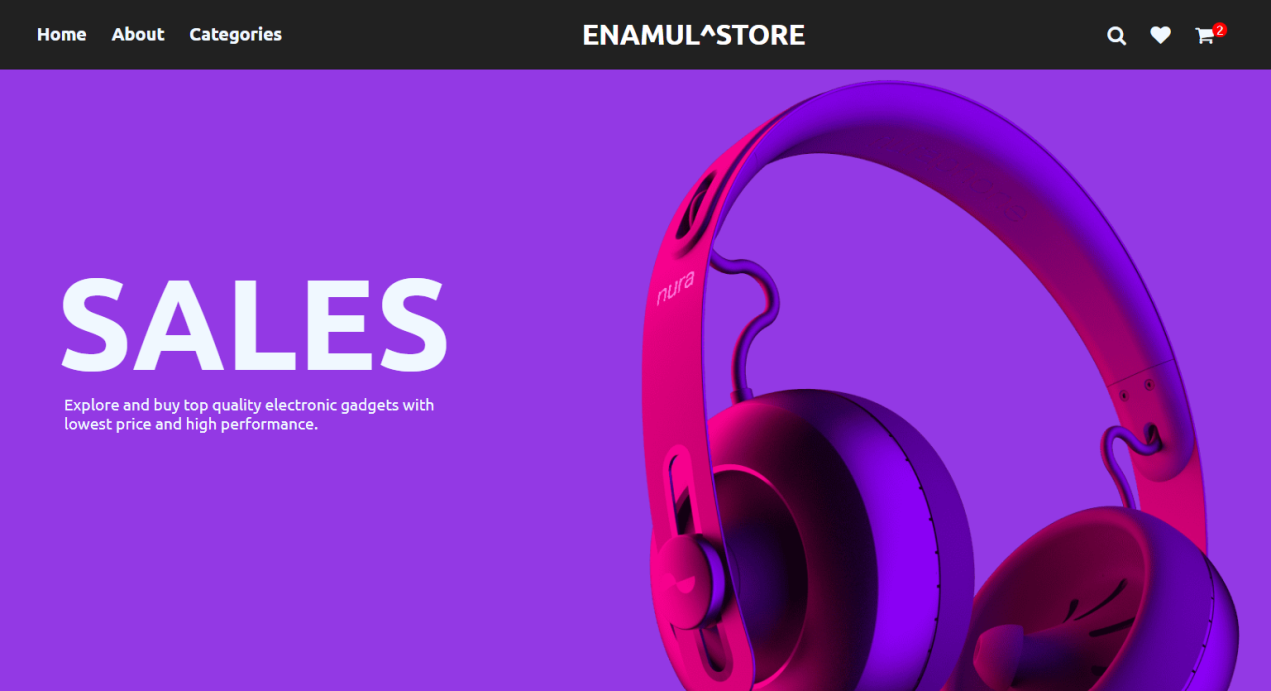 Home About Categories
ENAMUL^STORE
2
SALES
Explore and buy top quality electronic gadgets with
lowest price and high performance.
nura